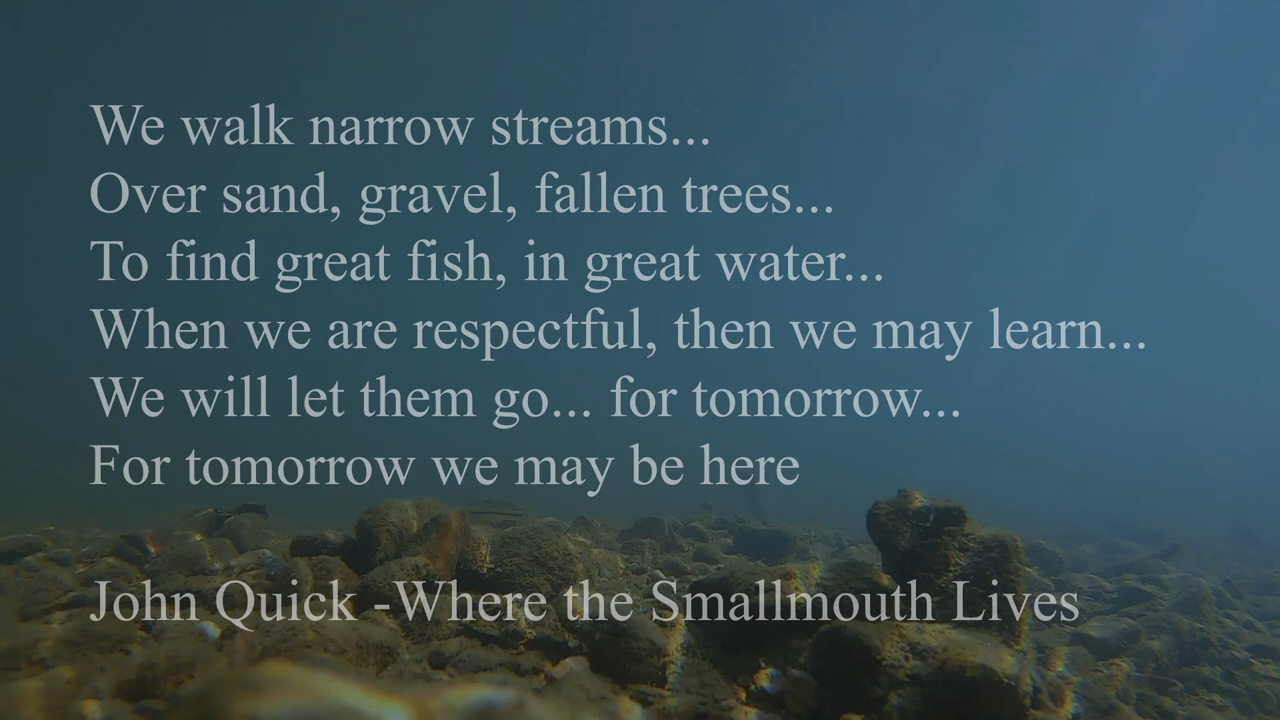 We walk narrow streams...
Over sand, gravel, fallen trees...
To find great fish, in great water...
When we are respectful, then we may learn...
We will let them go... for tomorrow...
For tomorrow we may be here
John Quick -Where the Smallmouth Lives